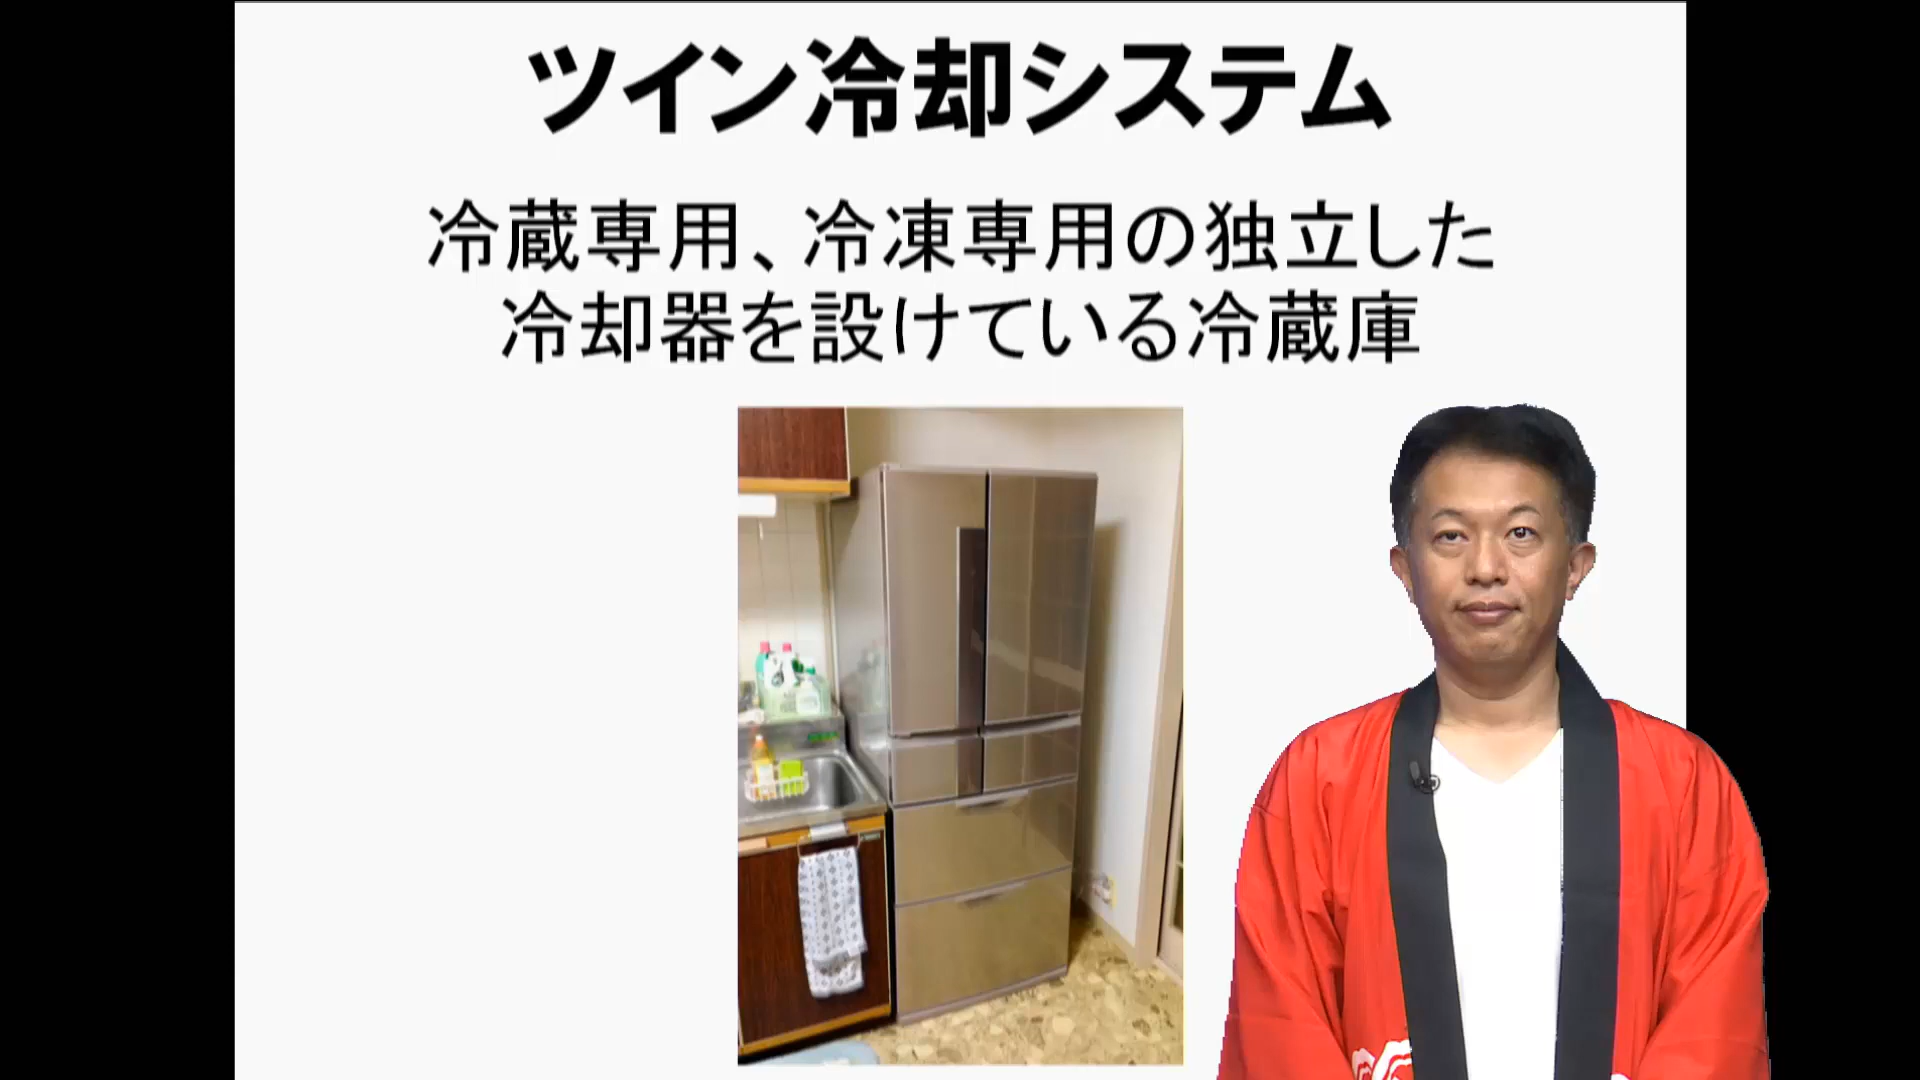 ツイン冷却システム
冷蔵専用、冷凍専用の独立した
冷却器を設けている冷蔵庫